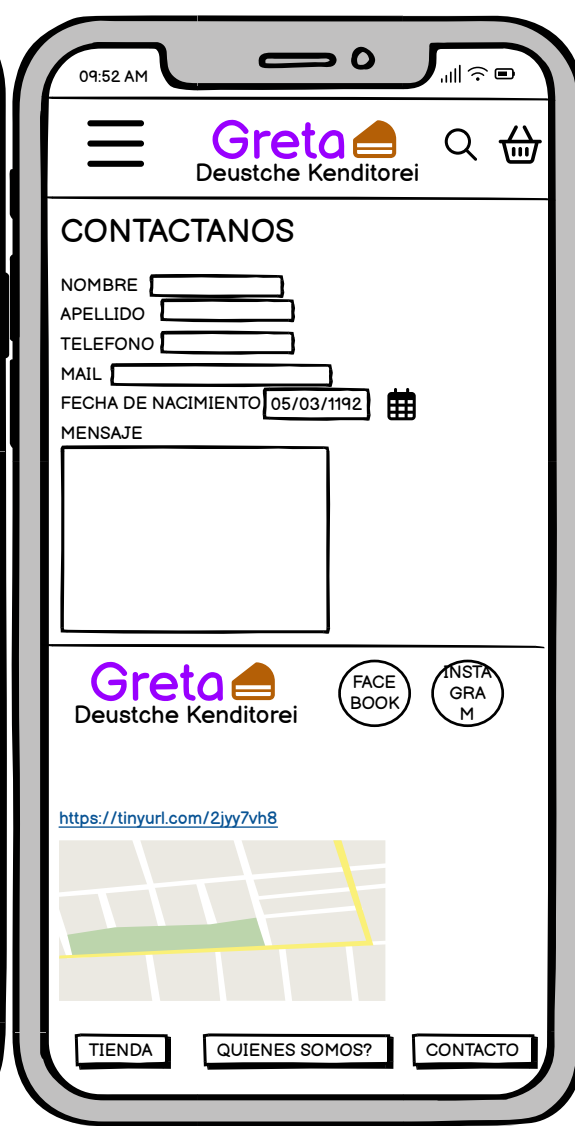 09:52 AM
Greta
Deustche Kenditorei
CONTACTANOS
NOMBRE
APELLIDO
TELEFONO
MAIL
FECHA DE NACIMIENTO 05/03/1192
MENSAJE
Greta
Deustche Kenditorei
FACE
BOOK
INSTA
GRA
M
https://tinyurl.com/2jyy7vh8
TIENDA
QUIENES SOMOS?
CONTACTO